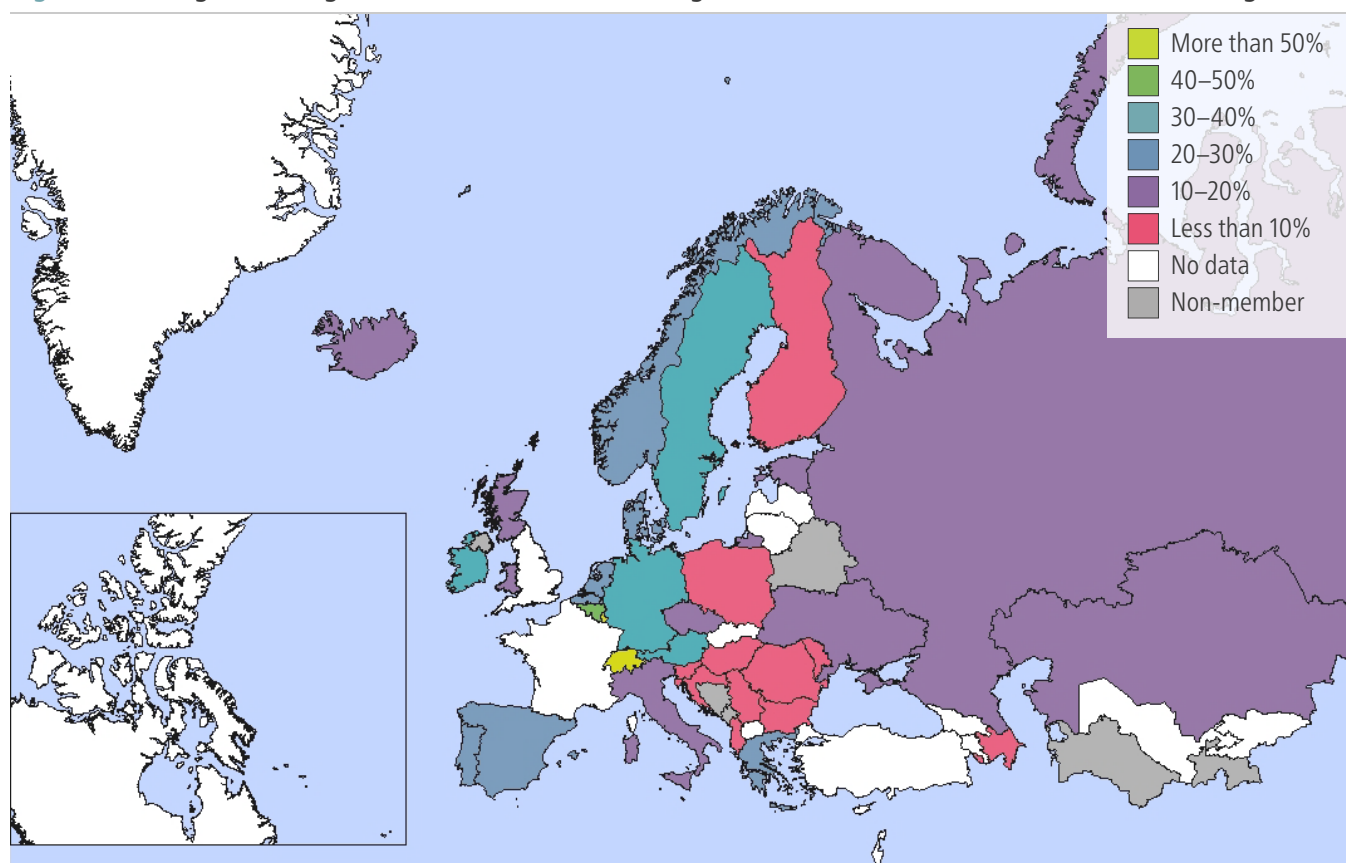 More than 50%
40–50%
30–40%
20–30%
10–20%
Less than 10%
No data
Non-member